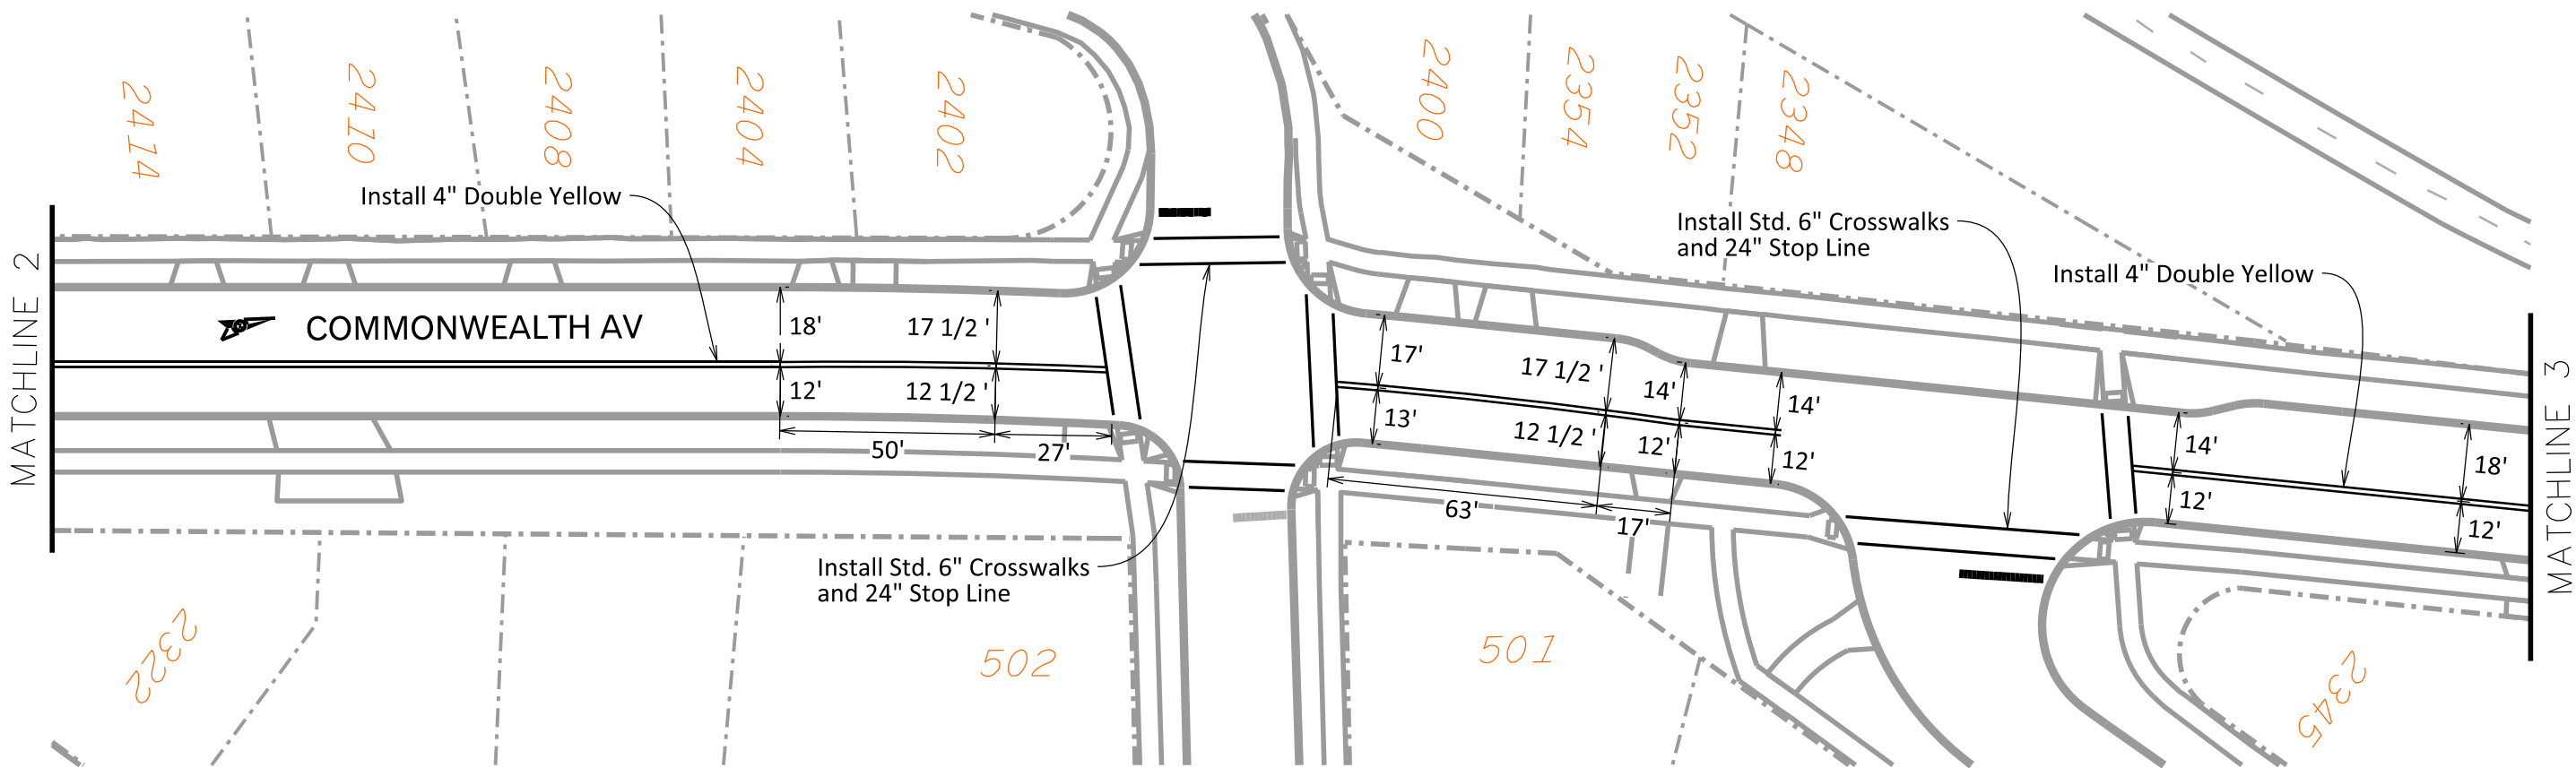 2414
2410
2408
2404
2402
2400
2354
2352
2348
Install 4" Double Yellow
Install Std. 6" Crosswalks
and 24" Stop Line
Install 4" Double Yellow
MATCHLINE 2
COMMONWEALTH AV
18'
17 1/2 '
12'
12 1/2 '
50'
27'
17'
17 1/2 '
14'
14'
13'
12 1/2 '
12'
12'
63'
17'
14'
18'
12'
12'
MATCHLINE 3
Install Std. 6" Crosswalks
and 24" Stop Line
2322
502
501
2345